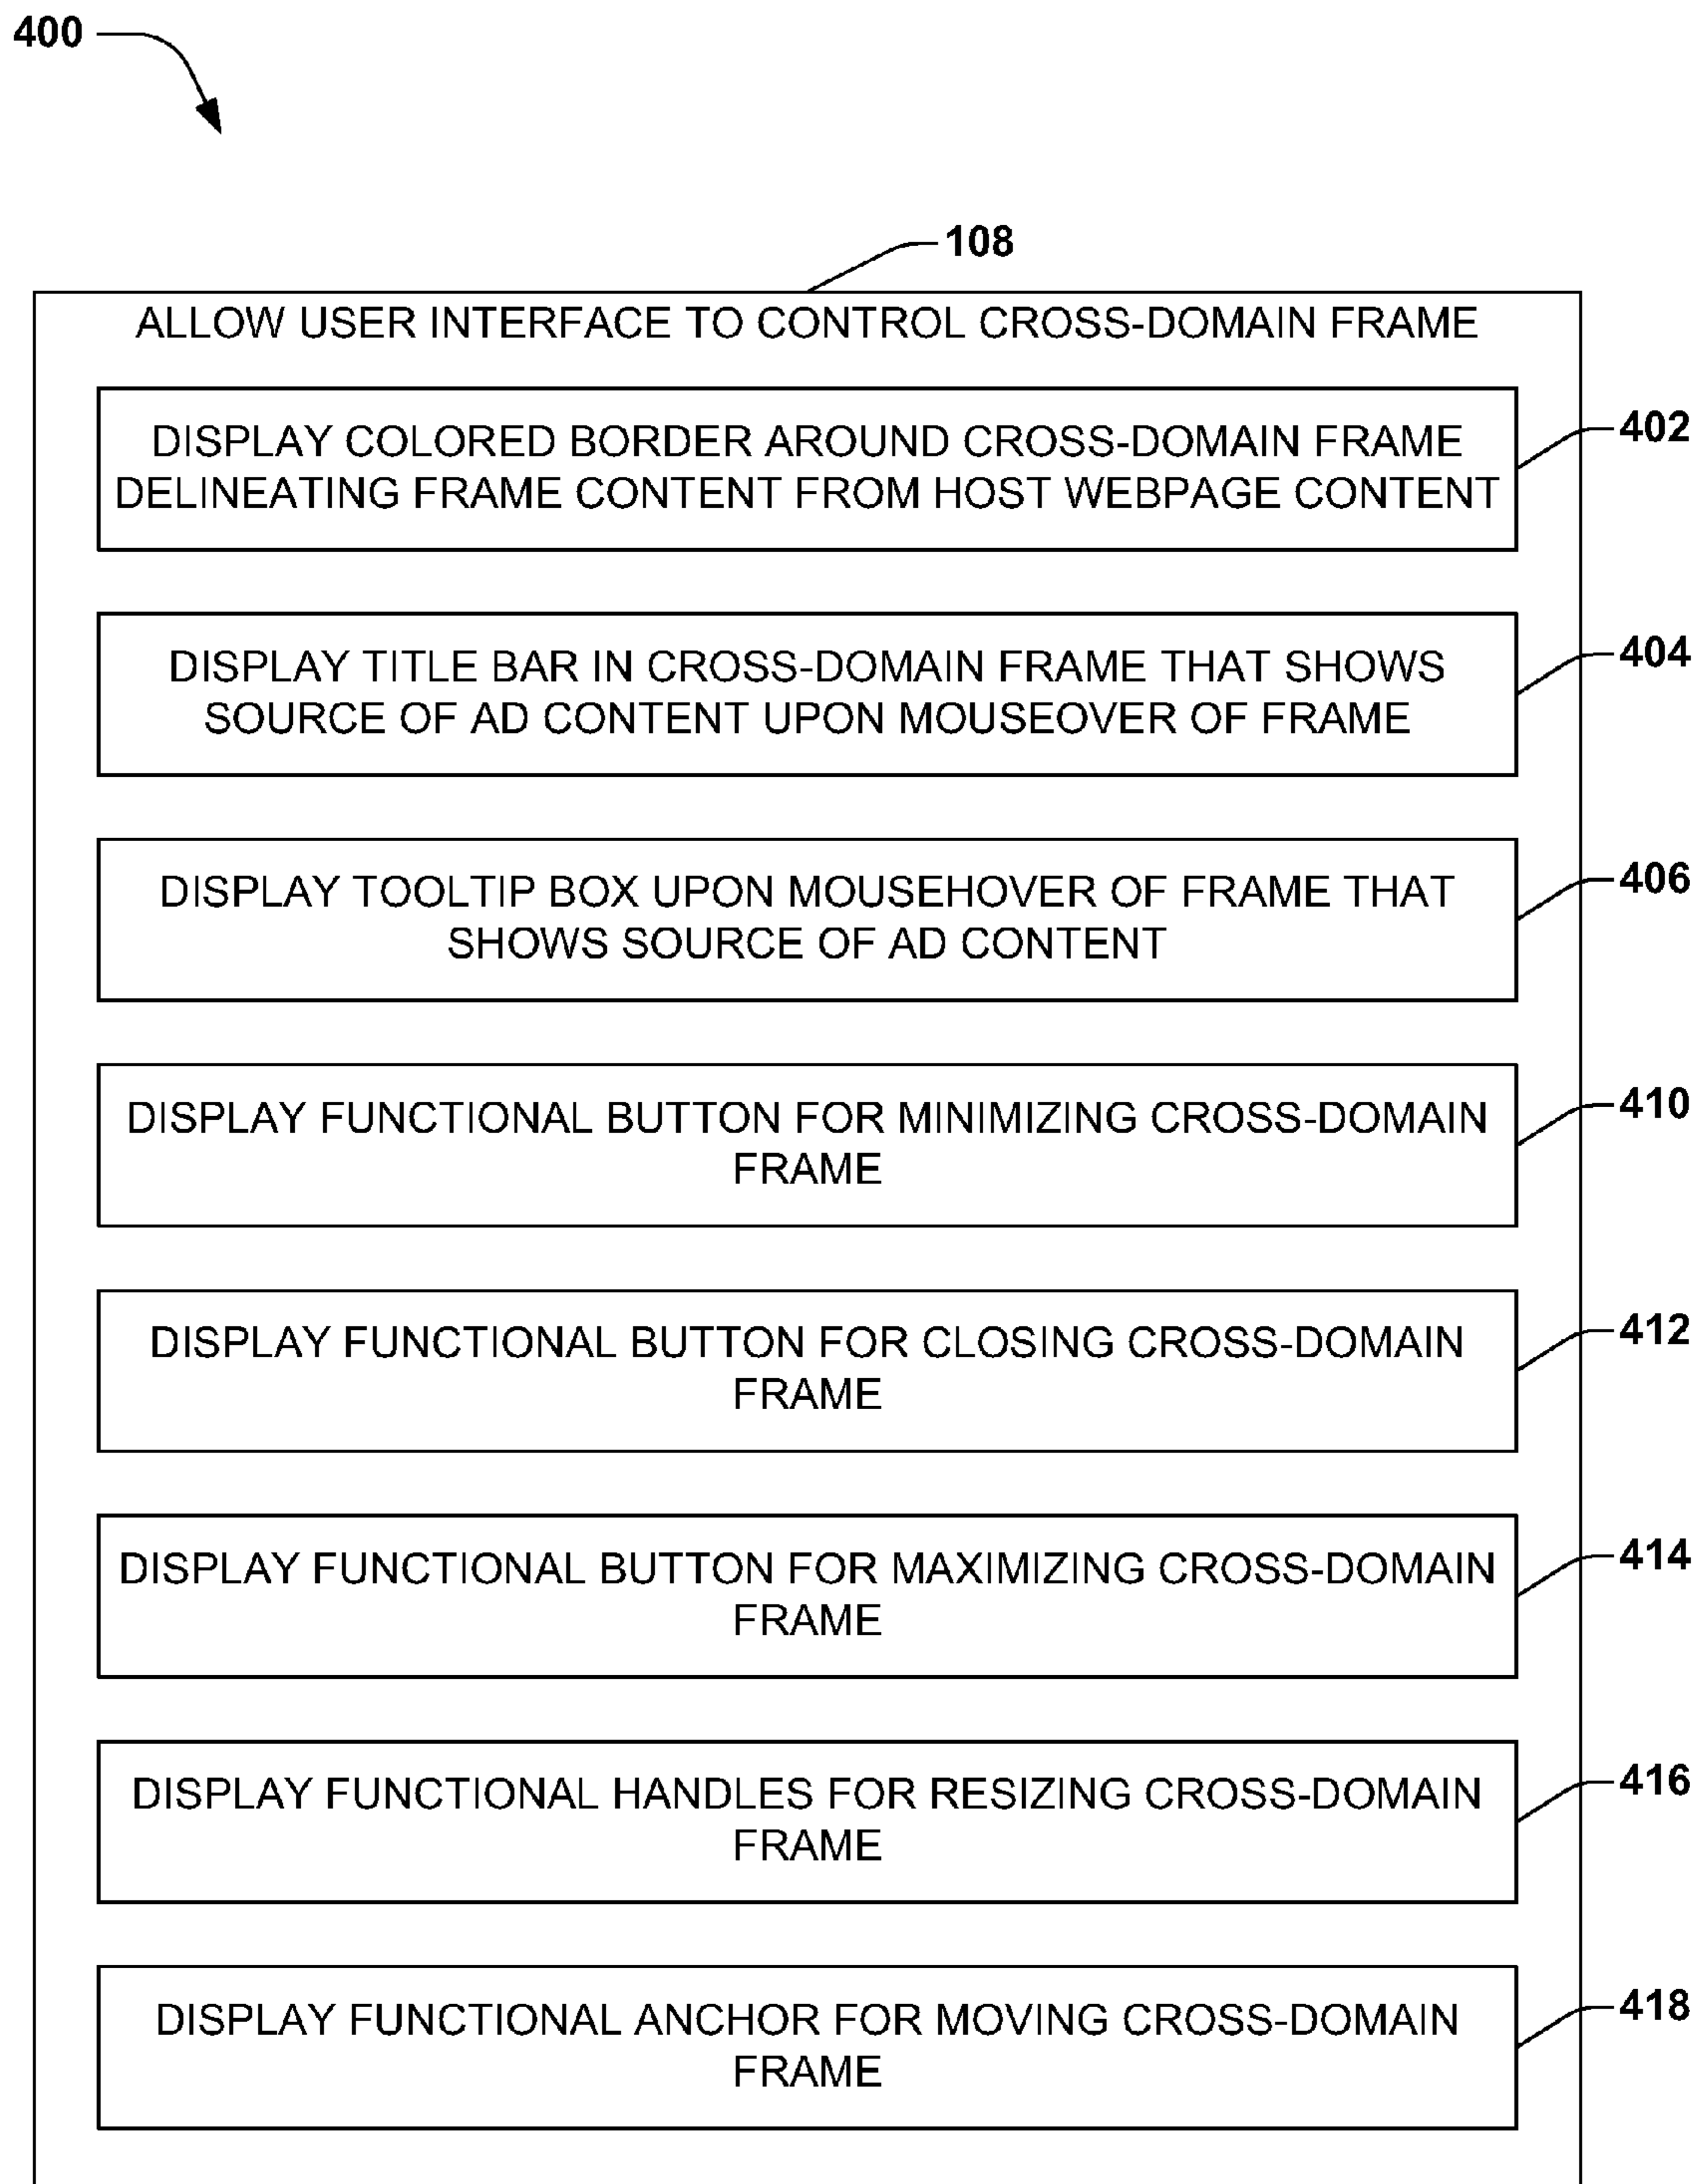 400
108
ALLOW USER INTERFACE TO CONTROL CROSS-DOMAIN FRAME
402
DISPLAY COLORED BORDER AROUND CROSS-DOMAIN FRAME
DELINEATING FRAME CONTENT FROM HOST WEBPAGE CONTENT
404
DISPLAY TITLE BAR IN CROSS-DOMAIN FRAME THAT SHOWS
SOURCE OF AD CONTENT UPON MOUSEOVER OF FRAME
406
DISPLAY TOOLTIP BOX UPON MOUSEHOVER OF FRAME THAT
SHOWS SOURCE OF AD CONTENT
410
DISPLAY FUNCTIONAL BUTTON FOR MINIMIZING CROSS-DOMAIN
FRAME
412
DISPLAY FUNCTIONAL BUTTON FOR CLOSING CROSS-DOMAIN
FRAME
414
DISPLAY FUNCTIONAL BUTTON FOR MAXIMIZING CROSS-DOMAIN
FRAME
416
DISPLAY FUNCTIONAL HANDLES FOR RESIZING CROSS-DOMAIN
FRAME
418
DISPLAY FUNCTIONAL ANCHOR FOR MOVING CROSS-DOMAIN
FRAME